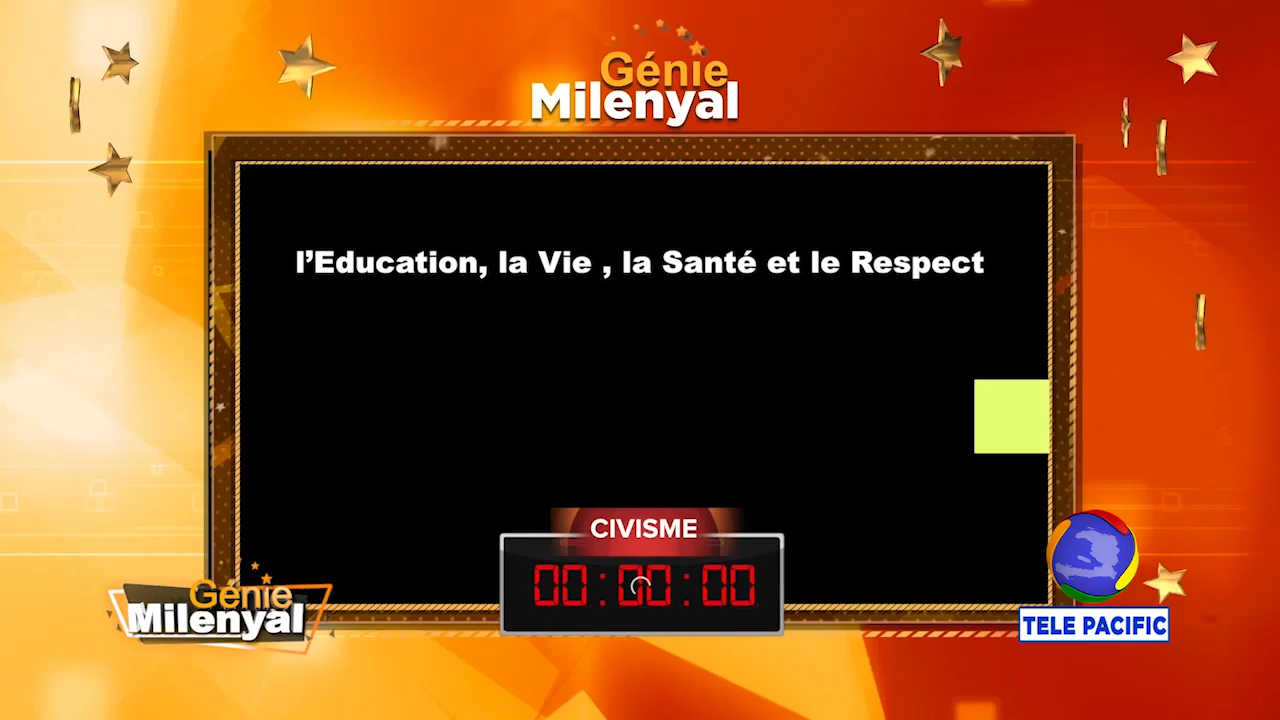 Génie
Milenyal
l’Education, la Vie , la Santé et le Respect
CIVISME
00:00:00
Génie
Milenyal
TELE PACIFIC